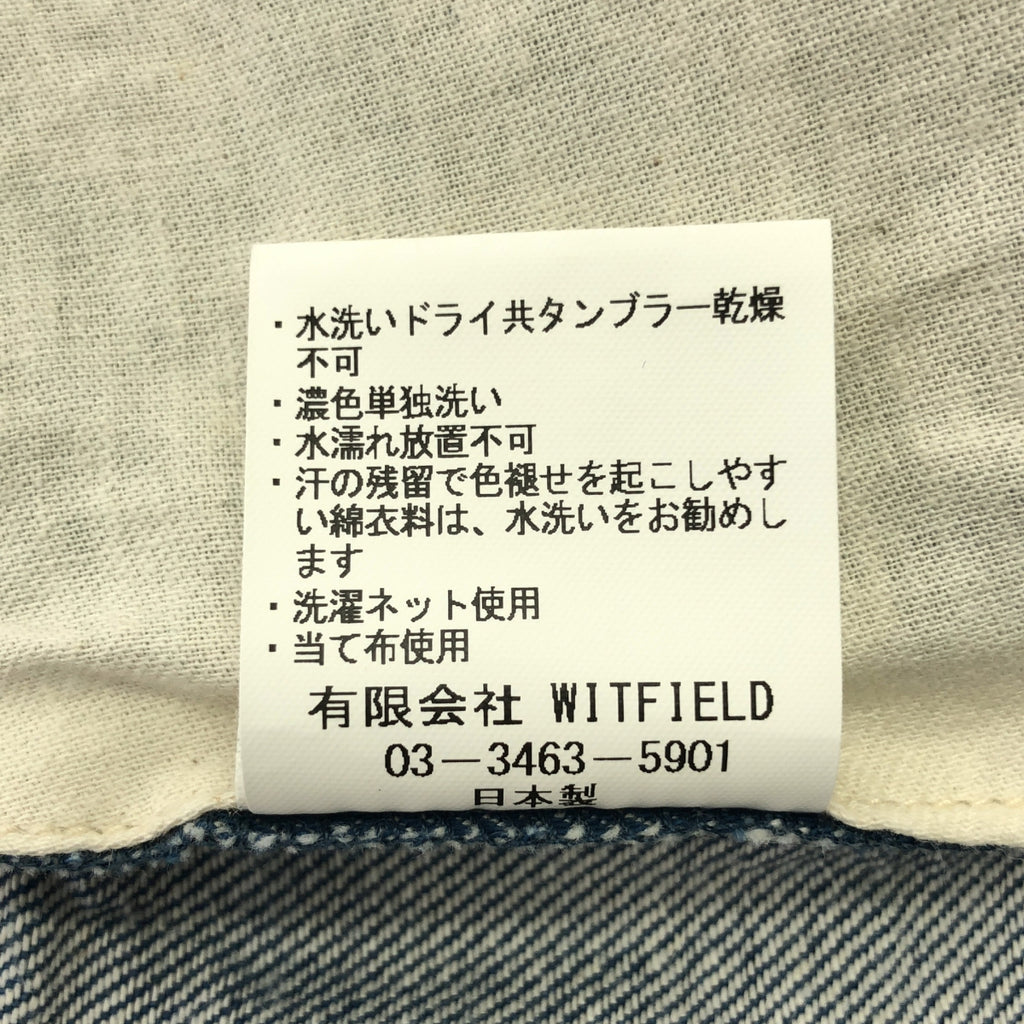 ・水洗いドライ共タンブラー乾燥
不可
・濃色単独洗い
・水濡れ放置不可
・汗の残留で色褪せを起こしやす
い綿衣料は、水洗いをお勧めし
ます
・洗濯ネット使用
・当て布使用
有限会社 WITFIELD
03－3463－5901
日本製